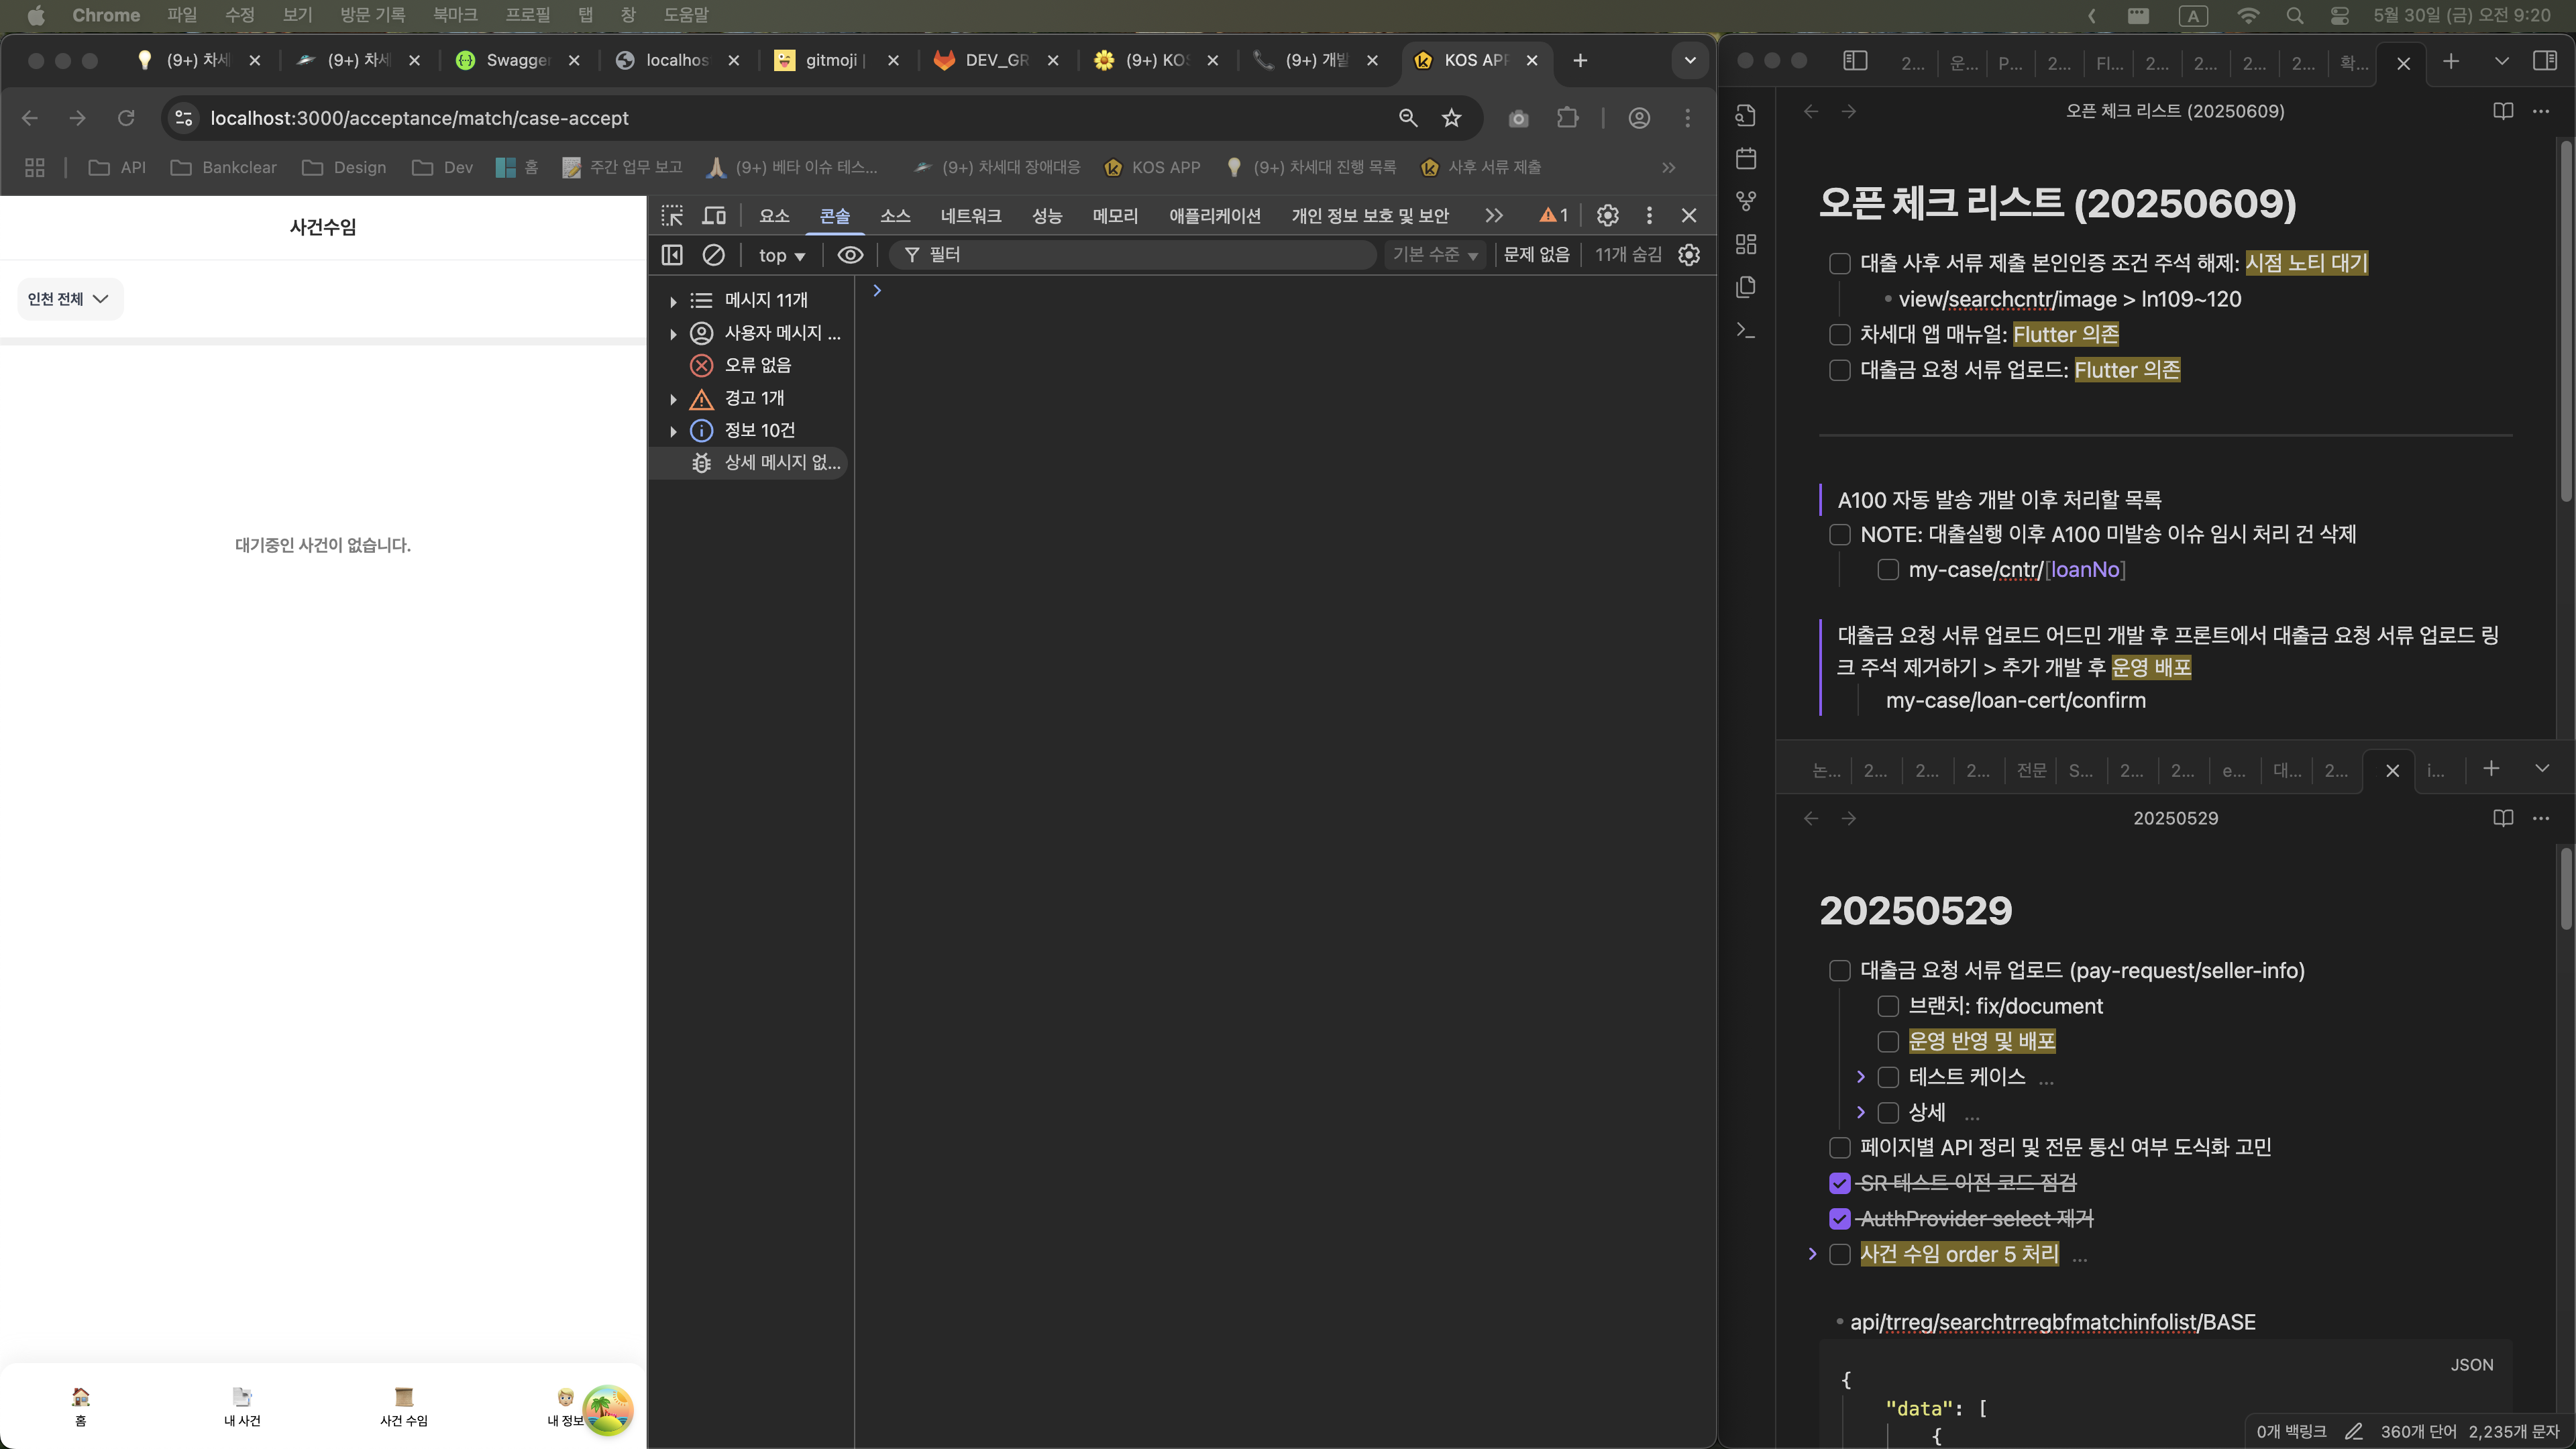 Chrome 파일 수정 보기 방문 기록 북마크 프로필 탭 창 도움말
A 5월 30일 (금) 오전 9:20
(9+) 차세 (9+) 차세 Swagger localhos gitmoji | DEV_GR (9+) KOS (9+) 개발 KOS APP
localhost:3000/acceptance/match/case-accept
API Bankclear Design Dev 홈 주간 업무 보고 (9+) 베타 이슈 테스... (9+) 차세대 장애대응 KOS APP (9+) 차세대 진행 목록 사후 서류 제출
사건수임
인천 전체
대기중인 사건이 없습니다.
홈 내 사건 사건 수임 내 정보
요소 콘솔 소스 네트워크 성능 메모리 애플리케이션 개인 정보 보호 및 보안 1
top 필터 기본 수준 문제 없음 11개 숨김
메시지 11개
사용자 메시지 ...
오류 없음
경고 1개
정보 10건
상세 메시지 없...
2... 운... P... 2... Fl... 2... 2... 2... 2... 확...
오픈 체크 리스트 (20250609)
오픈 체크 리스트 (20250609)
대출 사후 서류 제출 본인인증 조건 주석 해제: 시점 노티 대기
view/searchcntr/image > ln109~120
차세대 앱 매뉴얼: Flutter 의존
대출금 요청 서류 업로드: Flutter 의존
A100 자동 발송 개발 이후 처리할 목록
NOTE: 대출실행 이후 A100 미발송 이슈 임시 처리 건 삭제
my-case/cntr/[loanNo]
대출금 요청 서류 업로드 어드민 개발 후 프론트에서 대출금 요청 서류 업로드 링
크 주석 제거하기 > 추가 개발 후 운영 배포
my-case/loan-cert/confirm
논... 2... 2... 2... 전문 S... 2... 2... e... 대... 2... i...
20250529
20250529
대출금 요청 서류 업로드 (pay-request/seller-info)
브랜치: fix/document
운영 반영 및 배포
테스트 케이스 ...
상세 ...
페이지별 API 정리 및 전문 통신 여부 도식화 고민
SR 테스트 이전 코드 점검
AuthProvider select 제거
사건 수임 order 5 처리 ...
api/trreg/searchtrregbfmatchinfolist/BASE
JSON
{
"data": [
{
0개 백링크 360개 단어 2,235개 문자